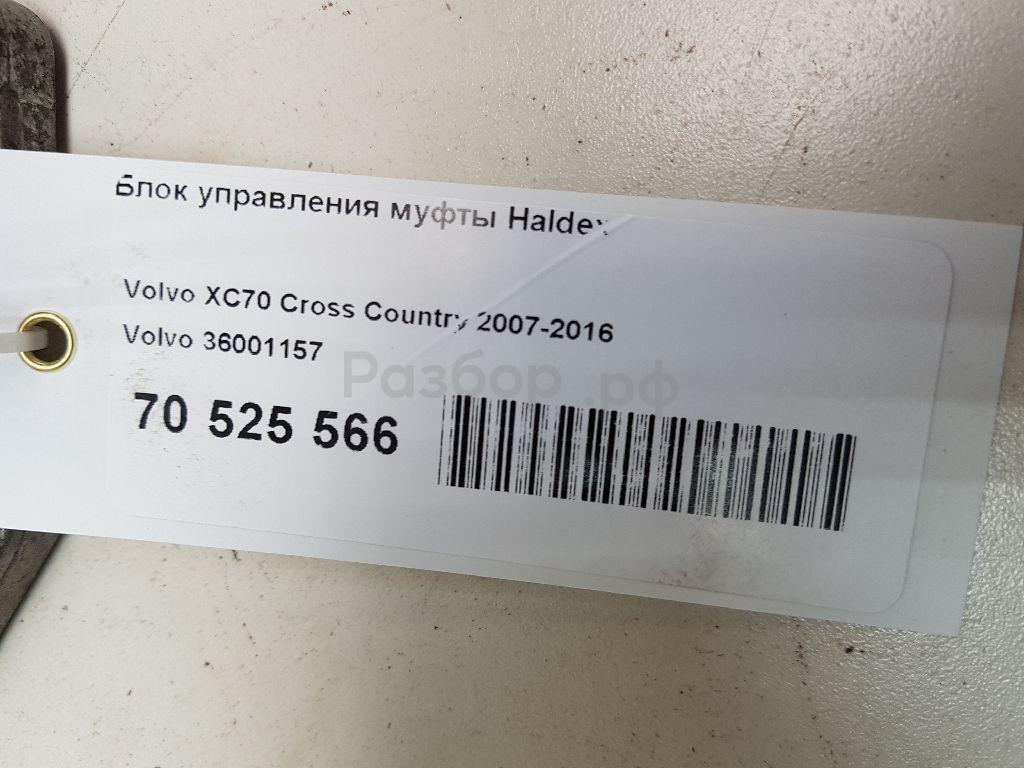 Блок управления муфты Haldex
Volvo XC70 Cross Country 2007-2016
Volvo 36001157
Разбор.рф
70 525 566